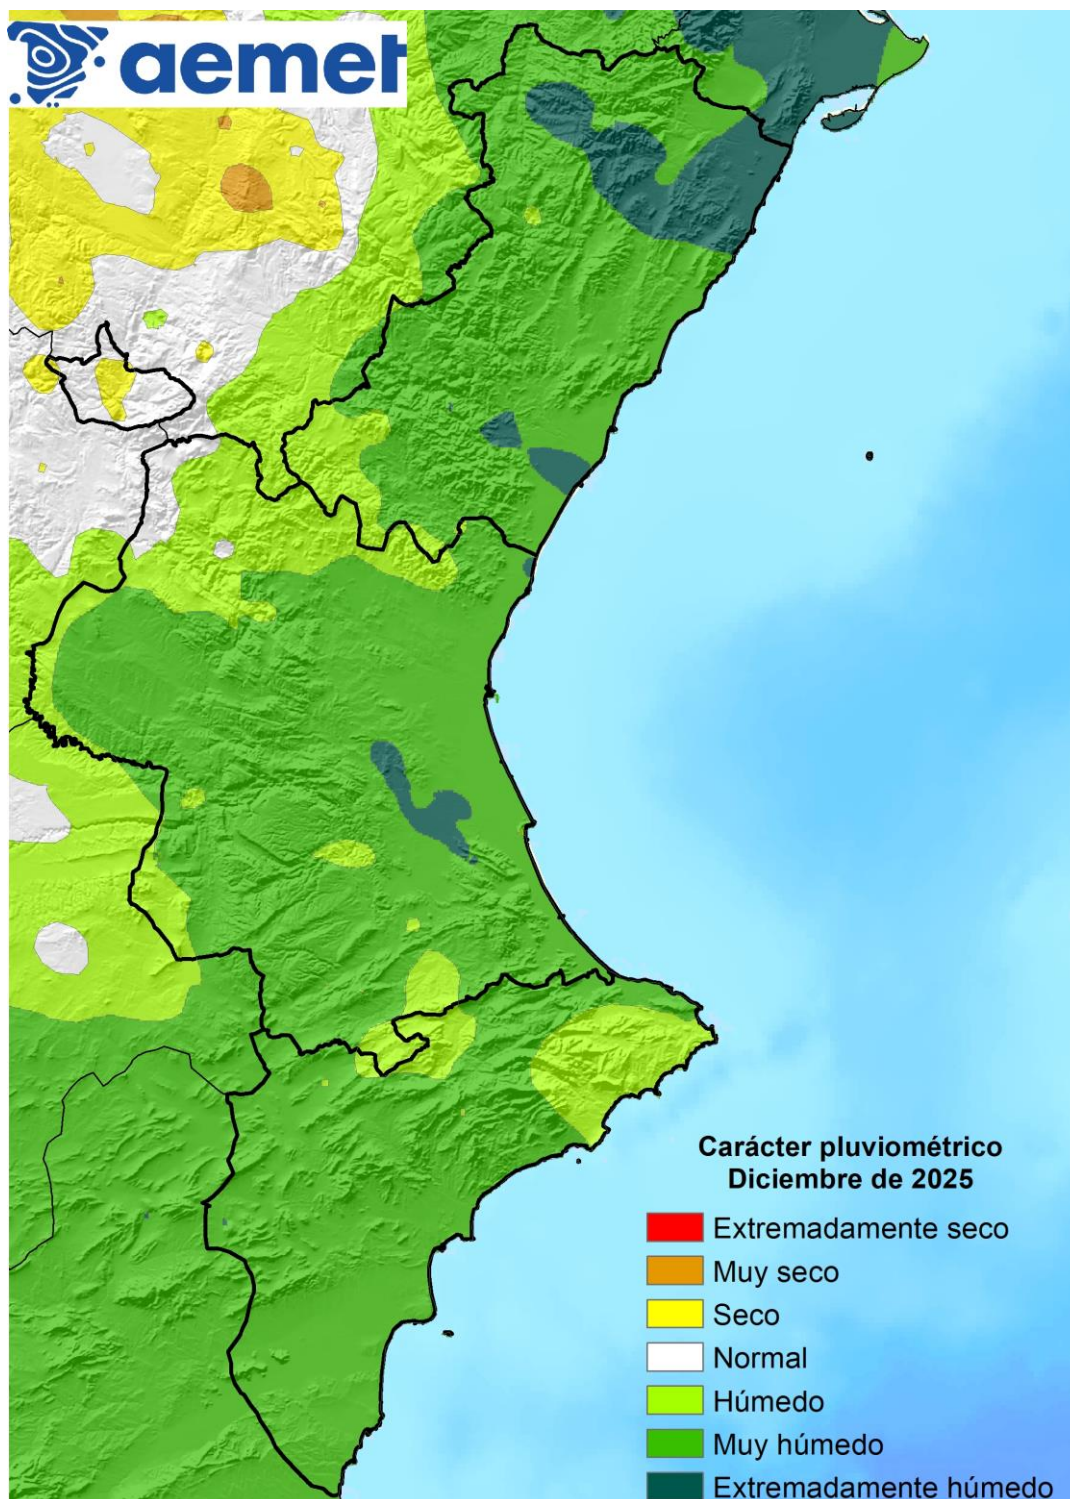 aemet
Carácter pluviométrico
Diciembre de 2025
Extremadamente seco
Muy seco
Seco
Normal
Húmedo
Muy húmedo
Extremadamente húmedo